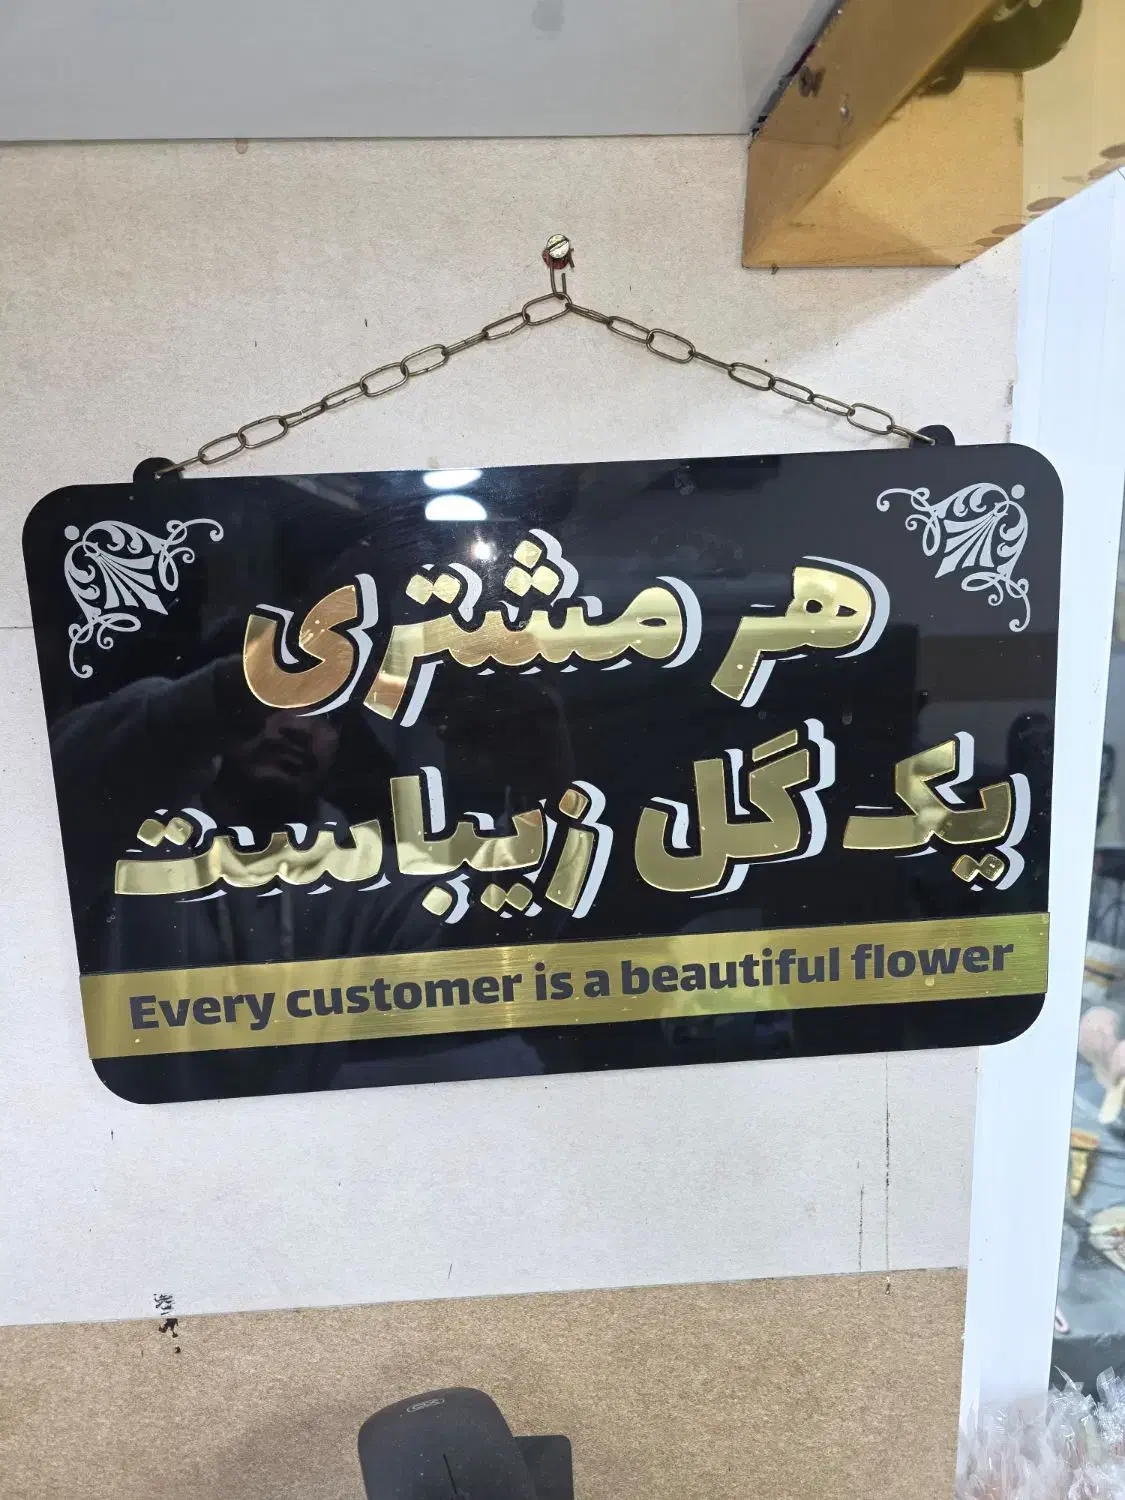 هر مشتری
یک گل زیباست
Every customer is a beautiful flower